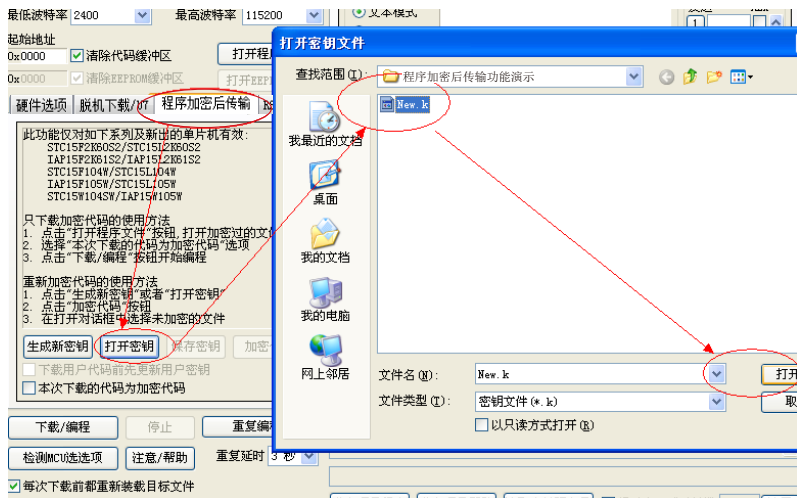 最低波特率 2400 最高波特率 115200 文本模式
起始地址
0x0000 清除代码缓冲区 打开程
0x0000 清除EEPROM缓冲区 打开EEP
硬件选项 脱机下载/U7 程序加密后传输
此功能仅对如下系列及新出的单片机有效:
STC15F2K60S2/STC15L2K60S2
IAP15F2K61S2/IAP15L2K61S2
STC15F104W/STC15L104W
IAP15F105W/STC15L105W
STC15W104SW/IAP15W105W
只下载加密代码的使用方法
1. 点击"打开程序文件"按钮,打开加密过的文
2. 选择"本次下载的代码为加密代码"选项
3. 点击"下载/编程"按钮开始编程
重新加密代码的使用方法
1. 点击"生成新密钥"或者"打开密钥"
2. 点击"加密代码"按钮
3. 在打开对话框中选择未加密的文件
生成新密钥 打开密钥 保存密钥 加密
下载用户代码前先更新用户密钥
本次下载的代码为加密代码
下载/编程 停止 重复编
检测MCU选选项 注意/帮助 重复延时 3 秒
每次下载前都重新装载目标文件
打开密钥文件
查找范围(I): 程序加密后传输功能演示
New.k
我最近的文档
桌面
我的文档
我的电脑
网上邻居
文件名(N): New.k 打开
文件类型(T): 密钥文件(*.k) 取
以只读方式打开(R)